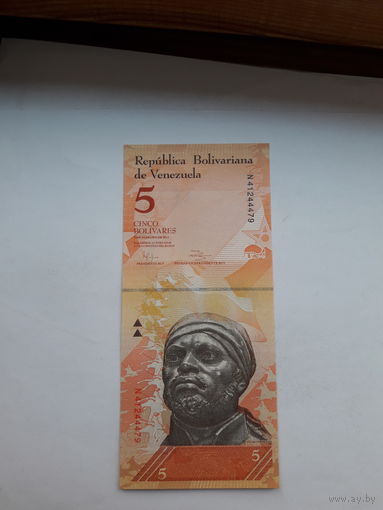 República Bolivariana
de Venezuela
5
CINCO
BOLÍVARES
N41244479
N41244479
5
5
www.ay.by